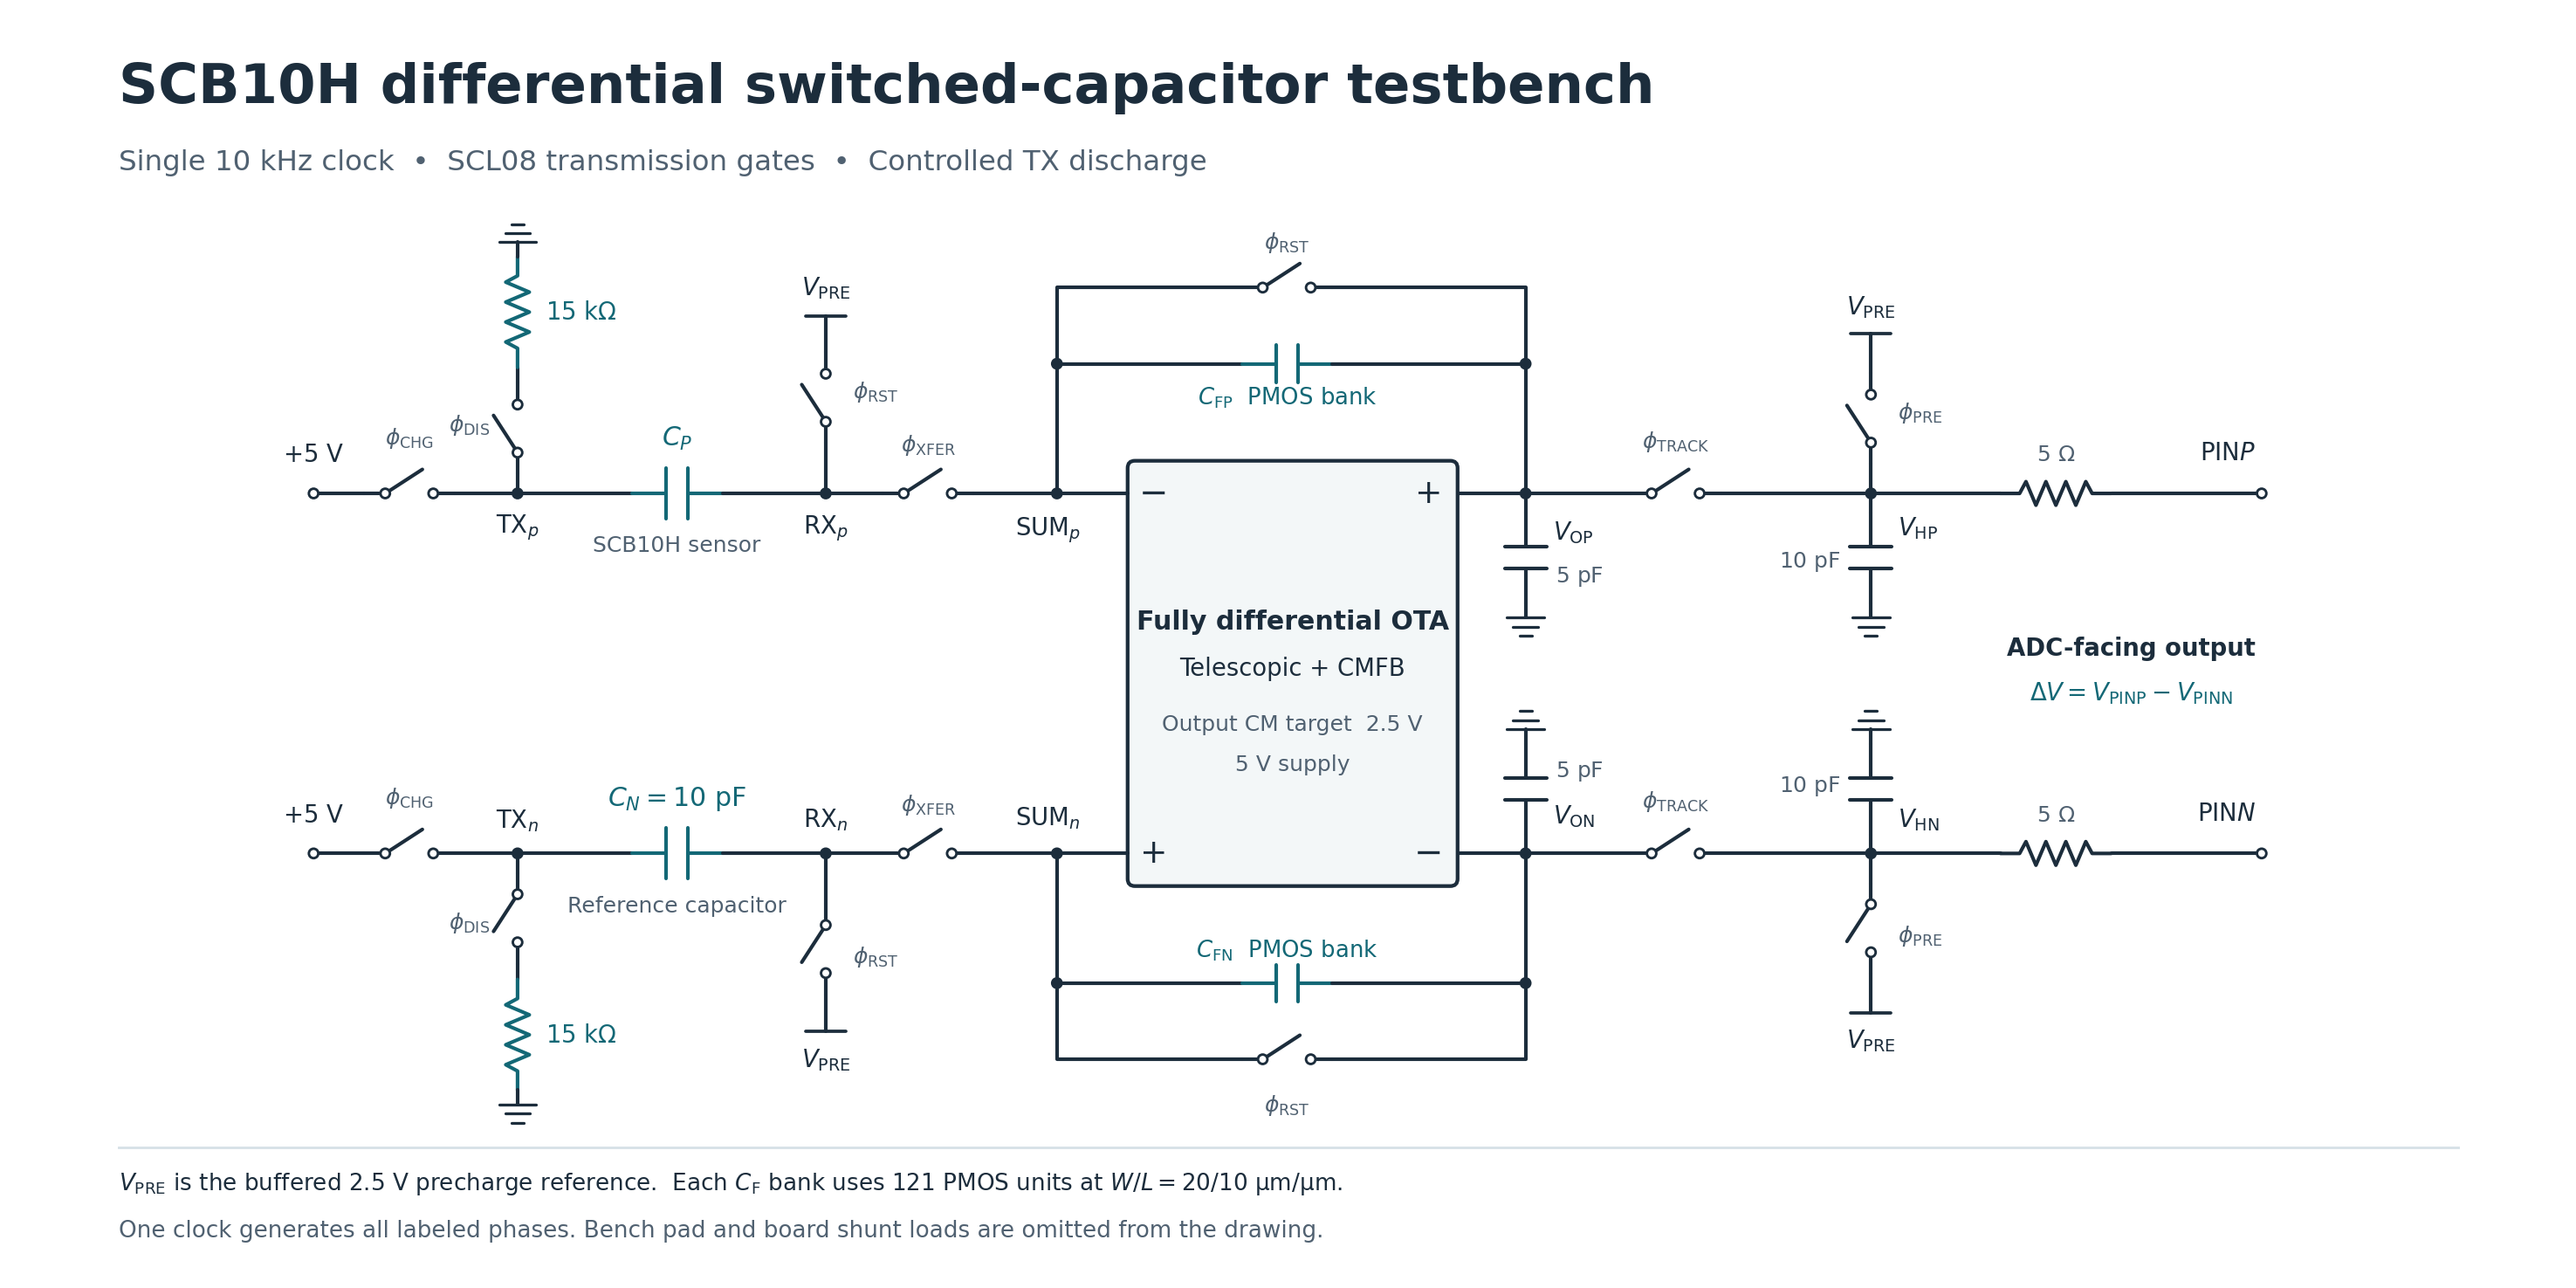 SCB10H differential switched-capacitor testbench
Single 10 kHz clock • SCL08 transmission gates • Controlled TX discharge
ϕRST
VPRE
15 kΩ
VPRE
ϕRST
CFP PMOS bank
ϕPRE
+5 V
ϕCHG
ϕDIS
CP
ϕXFER
ϕTRACK
5 Ω
PINP
− +
TXp
SCB10H sensor
RXp
SUMp
VOP
5 pF
10 pF
VHP
Fully differential OTA
Telescopic + CMFB
Output CM target 2.5 V
5 V supply
ADC-facing output
ΔV = VPINP − VPINN
+5 V
ϕCHG
TXn
CN = 10 pF
RXn
ϕXFER
SUMn
5 pF
VON
ϕTRACK
10 pF
VHN
5 Ω
PINN
+ −
ϕDIS
Reference capacitor
ϕRST
CFN PMOS bank
ϕPRE
15 kΩ
VPRE
VPRE
ϕRST
VPRE is the buffered 2.5 V precharge reference. Each CF bank uses 121 PMOS units at W/L = 20/10 μm/μm.
One clock generates all labeled phases. Bench pad and board shunt loads are omitted from the drawing.